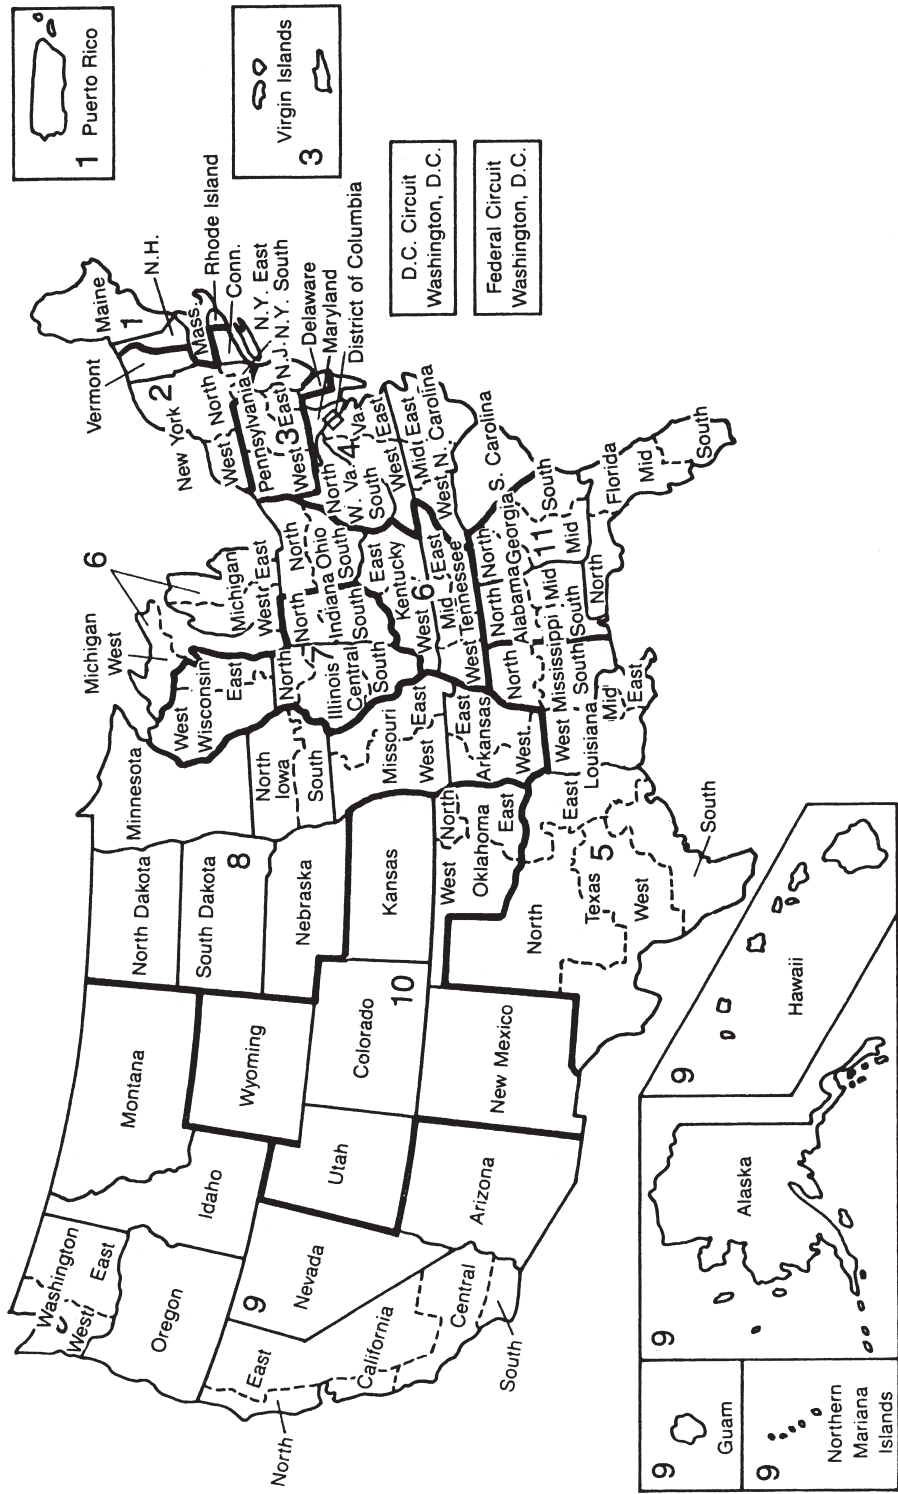 Washington
West
East
Oregon
Idaho
Montana
9
Nevada
East
North
California
Central
South
Utah
Arizona
Wyoming
Colorado
10
New Mexico
North Dakota
South Dakota
8
Nebraska
Kansas
West
North
Oklahoma
East
North
Texas
5
East
West
South
Minnesota
North
Iowa
South
Missouri
West
East
East
Arkansas
West
West
Louisiana
Mid
East
Michigan
West
6
West
Wisconsin
East
Michigan
West
East
North
Illinois
Central
South
7
North
Indiana
South
North
Ohio
South
East
Kentucky
West
6
East
Mid
Tennessee
West
North
Mississippi
South
North
Alabama
Mid
South
North
Georgia
Mid
South
11
North
Florida
Mid
South
Vermont
2
New York
West
North
Maine
1
N.H.
Mass.
Rhode Island
Conn.
N.Y. East
N.Y. South
N.J.
Delaware
Maryland
District of Columbia
Pennsylvania
West
3
East
North
W. Va.
South
4
Va.
West
East
West
Mid
East
N. Carolina
S. Carolina
1
Puerto Rico
Virgin Islands
3
D.C. Circuit
Washington, D.C.
Federal Circuit
Washington, D.C.
9
Guam
9
Northern
Mariana
Islands
9
Alaska
9
Hawaii